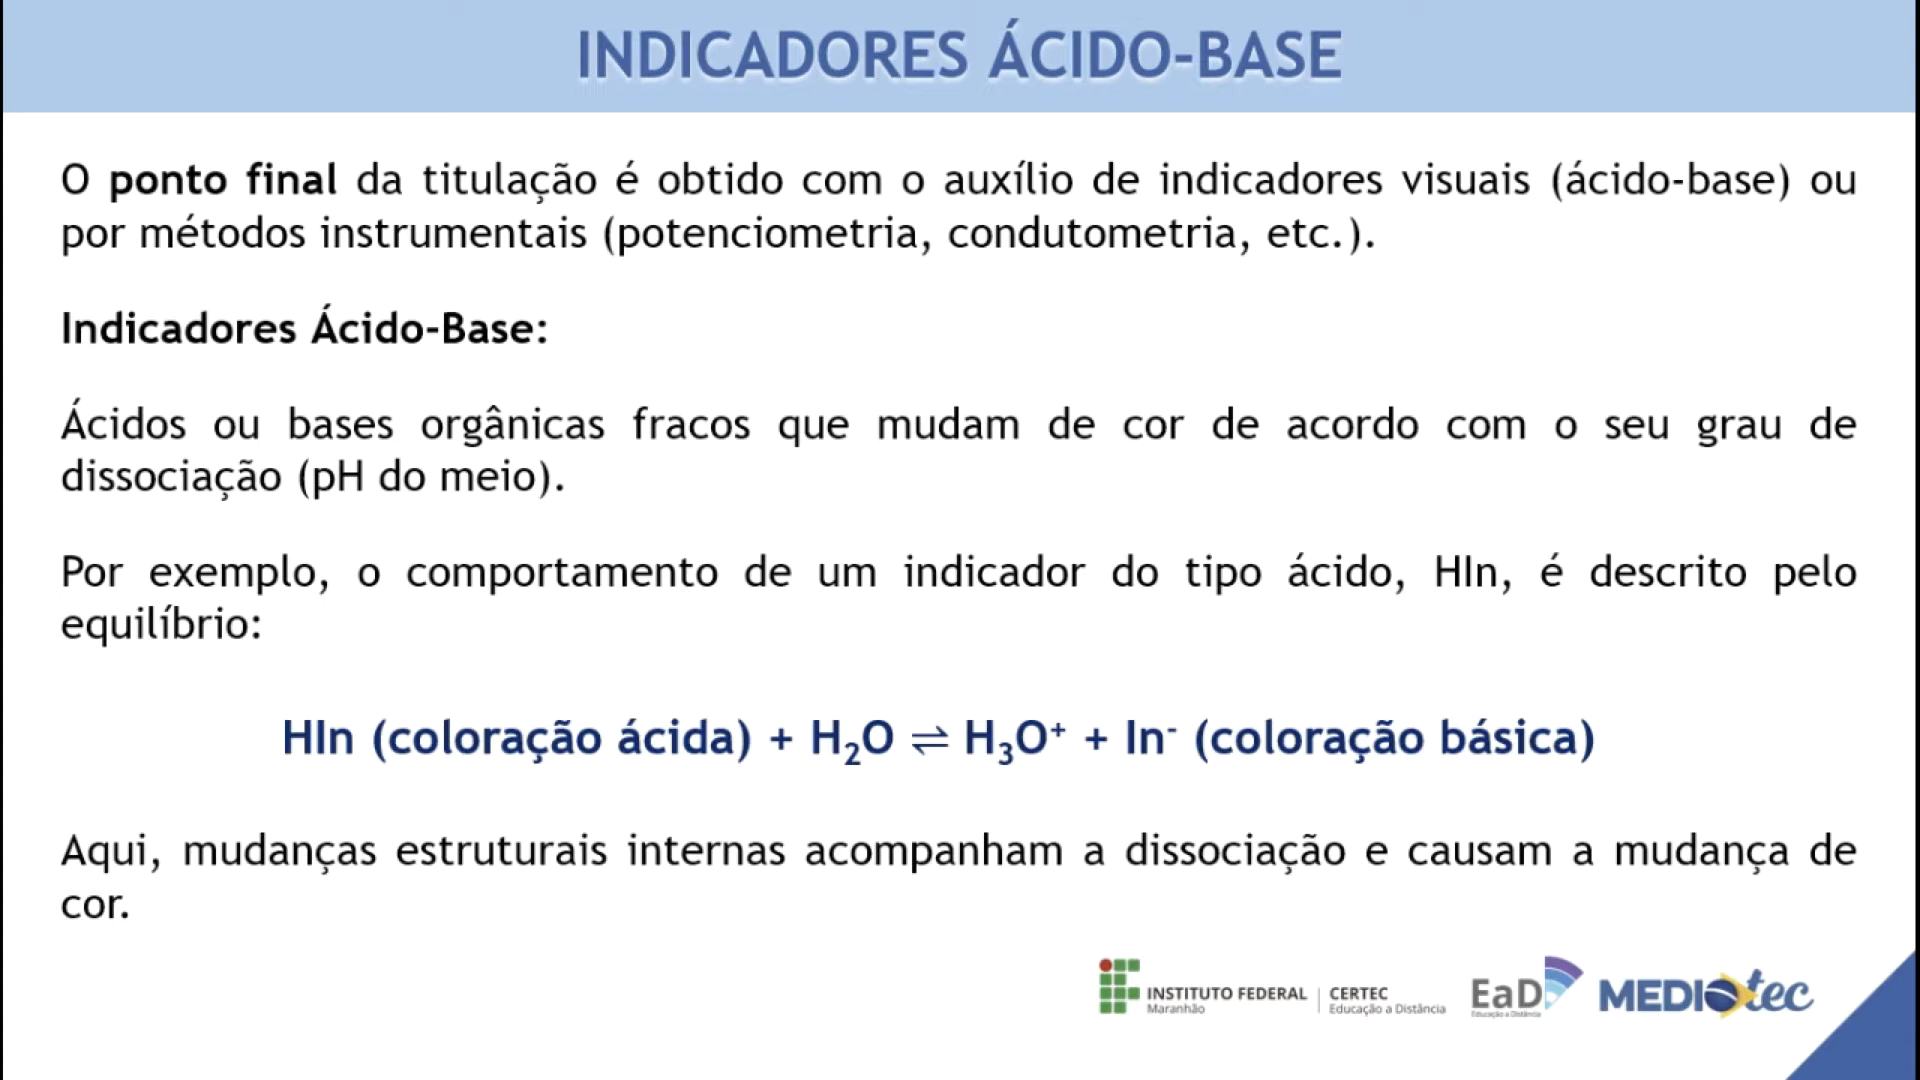 INDICADORES ÁCIDO-BASE
O ponto final da titulação é obtido com o auxílio de indicadores visuais (ácido-base) ou
por métodos instrumentais (potenciometria, condutometria, etc.).
Indicadores Ácido-Base:
Ácidos ou bases orgânicas fracos que mudam de cor de acordo com o seu grau de
dissociação (pH do meio).
Por exemplo, o comportamento de um indicador do tipo ácido, HIn, é descrito pelo
equilíbrio:
HIn (coloração ácida) + H₂O ⇌ H₃O⁺ + In⁻ (coloração básica)
Aqui, mudanças estruturais internas acompanham a dissociação e causam a mudança de
cor.
INSTITUTO FEDERAL
Maranhão
CERTEC
Educação a Distância
EaD
Educação a Distância
MEDIOtec